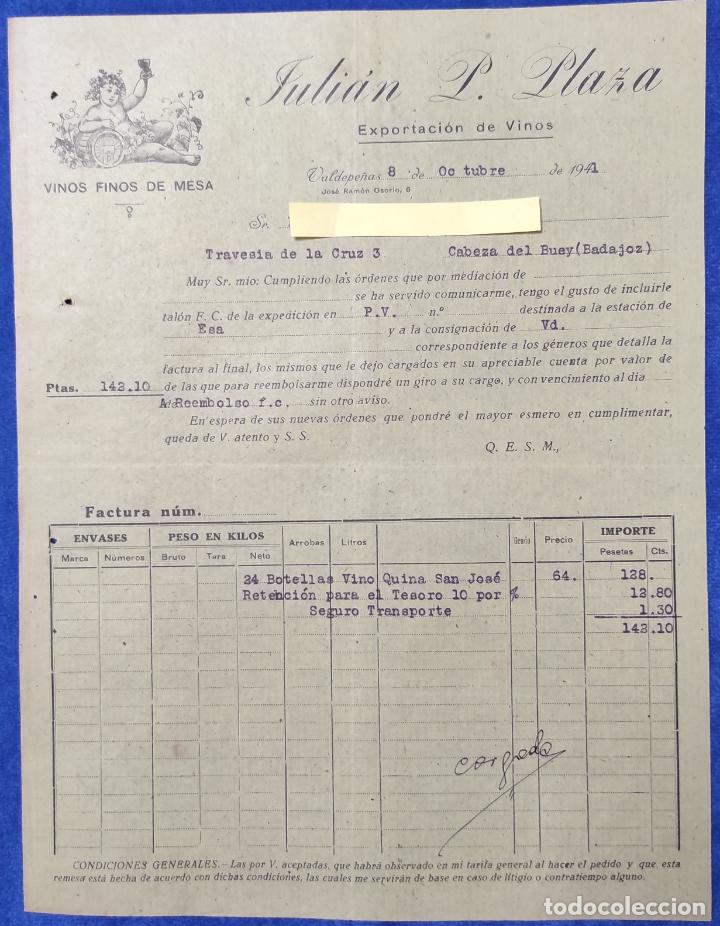 Julián P. Plaza
Exportación de Vinos
VINOS FINOS DE MESA
Valdepeñas 8 de Octubre de 1941
José Ramón Osorio, 6
Sr.
Travesia de la Cruz 3 Cabeza del Buey(Badajoz)
Muy Sr. mio: Cumpliendo las órdenes que por mediación de
se ha servido comunicarme, tengo el gusto de incluirle
talón F. C. de la expedición en P.V. n.º destinada a la estación de
Esa y a la consignación de Vd.
correspondiente a los géneros que detalla la
factura al final, los mismos que le dejo cargados en su apreciable cuenta por valor de
Ptas. 142.10 de las que para reembolsarme dispondré un giro a su cargo, y con vencimiento al día
A Reembolso f.c. sin otro aviso.
En espera de sus nuevas órdenes que pondré el mayor esmero en cumplimentar,
queda de V. atento y S. S.
Q. E. S. M.,
Factura núm.
ENVASES PESO EN KILOS Arrobas Litros Grado Precio IMPORTE
Marca Números Bruto Tara Neto Pesetas Cts.
24 Botellas Vino Quina San José 64. 128.
Retención para el Tesoro 10 por % 12.80
Seguro Transporte 1.30
142.10
cargado
CONDICIONES GENERALES.—Las por V. aceptadas, que habrá observado en mi tarifa general al hacer el pedido y que esta
remesa está hecha de acuerdo con dichas condiciones, las cuales me servirán de base en caso de litigio o contratiempo alguno.
todocoleccion